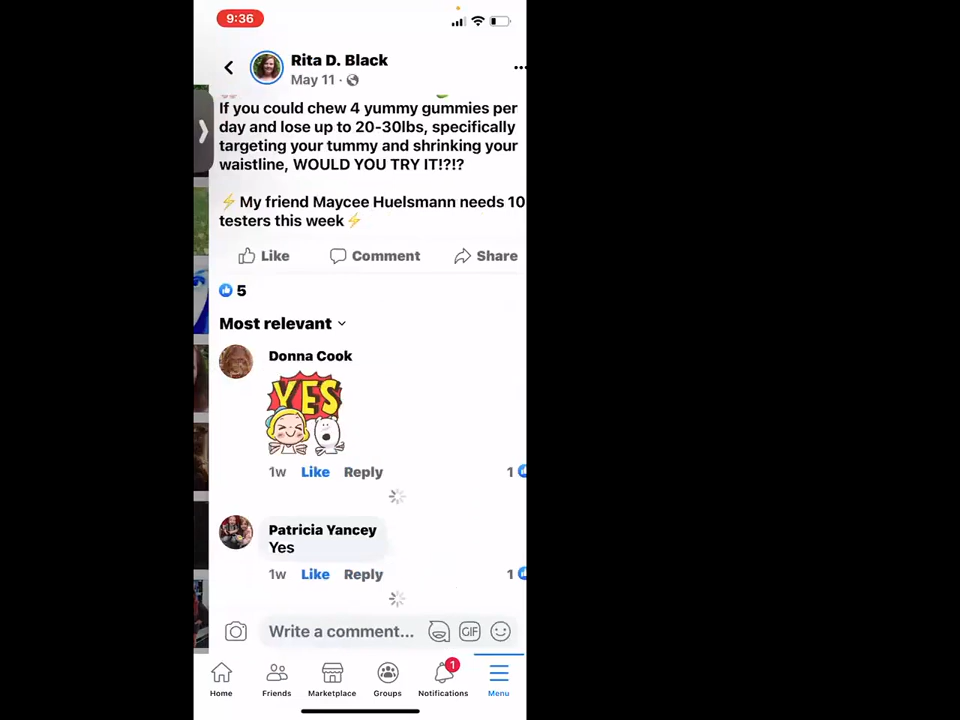 9:36
Rita D. Black
May 11 ·
If you could chew 4 yummy gummies per
day and lose up to 20-30lbs, specifically
targeting your tummy and shrinking your
waistline, WOULD YOU TRY IT!?!?
⚡My friend Maycee Huelsmann needs 10
testers this week⚡
Like Comment Share
5
Most relevant
Donna Cook
YES
1w Like Reply 1
Patricia Yancey
Yes
1w Like Reply 1
Write a comment... GIF
1
Home Friends Marketplace Groups Notifications Menu